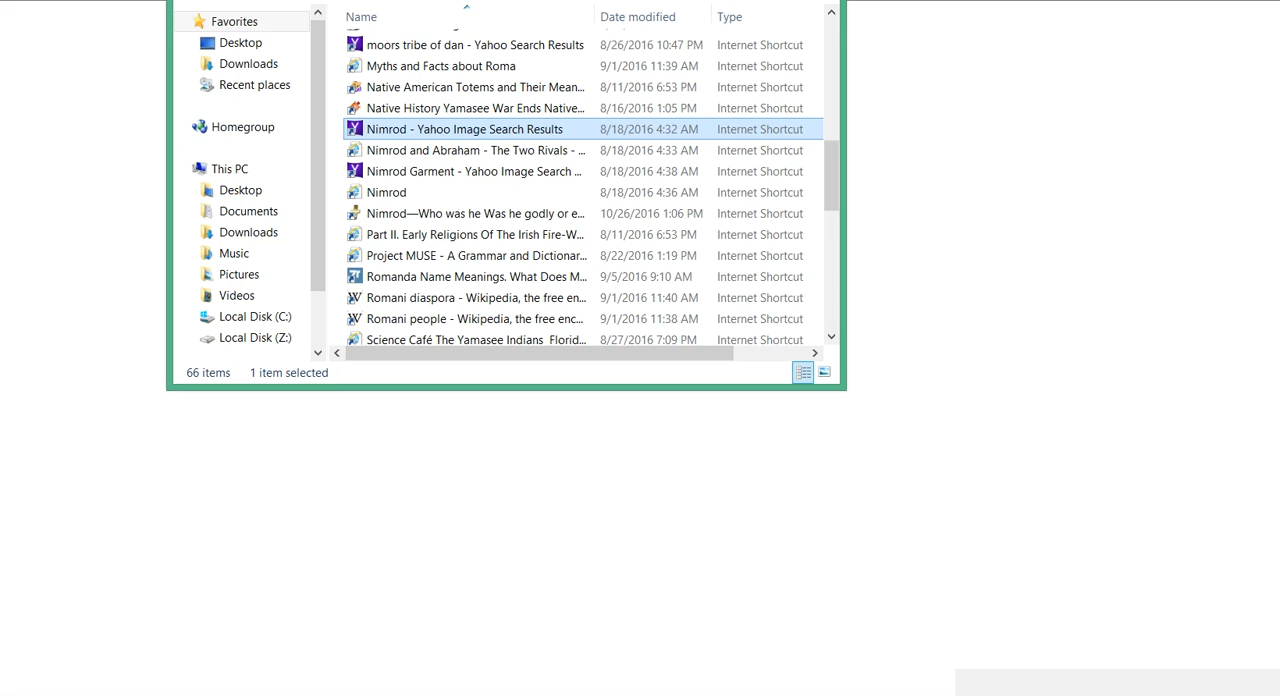 Favorites
Desktop
Downloads
Recent places
Homegroup
This PC
Desktop
Documents
Downloads
Music
Pictures
Videos
Local Disk (C:)
Local Disk (Z:)
Name Date modified Type
moors tribe of dan - Yahoo Search Results 8/26/2016 10:47 PM Internet Shortcut
Myths and Facts about Roma 9/1/2016 11:39 AM Internet Shortcut
Native American Totems and Their Mean... 8/11/2016 6:53 PM Internet Shortcut
Native History Yamasee War Ends Native... 8/16/2016 1:05 PM Internet Shortcut
Nimrod - Yahoo Image Search Results 8/18/2016 4:32 AM Internet Shortcut
Nimrod and Abraham - The Two Rivals - ... 8/18/2016 4:33 AM Internet Shortcut
Nimrod Garment - Yahoo Image Search ... 8/18/2016 4:38 AM Internet Shortcut
Nimrod 8/18/2016 4:36 AM Internet Shortcut
Nimrod—Who was he Was he godly or e... 10/26/2016 1:06 PM Internet Shortcut
Part II. Early Religions Of The Irish Fire-W... 8/11/2016 6:53 PM Internet Shortcut
Project MUSE - A Grammar and Dictionar... 8/22/2016 1:19 PM Internet Shortcut
Romanda Name Meanings. What Does M... 9/5/2016 9:10 AM Internet Shortcut
Romani diaspora - Wikipedia, the free en... 9/1/2016 11:40 AM Internet Shortcut
Romani people - Wikipedia, the free enc... 9/1/2016 11:38 AM Internet Shortcut
Science Café The Yamasee Indians Florid... 8/27/2016 7:09 PM Internet Shortcut
66 items 1 item selected